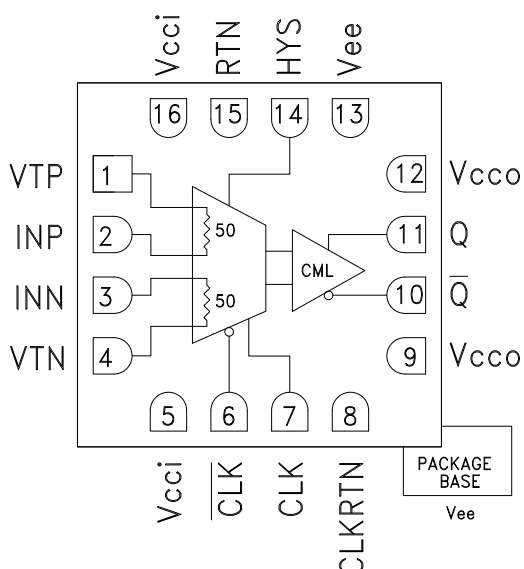 Vcci
RTN
HYS
Vee
16
15
14
13
VTP
1
12
Vcco
INP
2
50
11
Q
CML
INN
3
50
10
Q̅
VTN
4
9
Vcco
5
6
7
8
Vcci
C̅L̅K̅
CLK
CLKRTN
PACKAGE
BASE
Vee